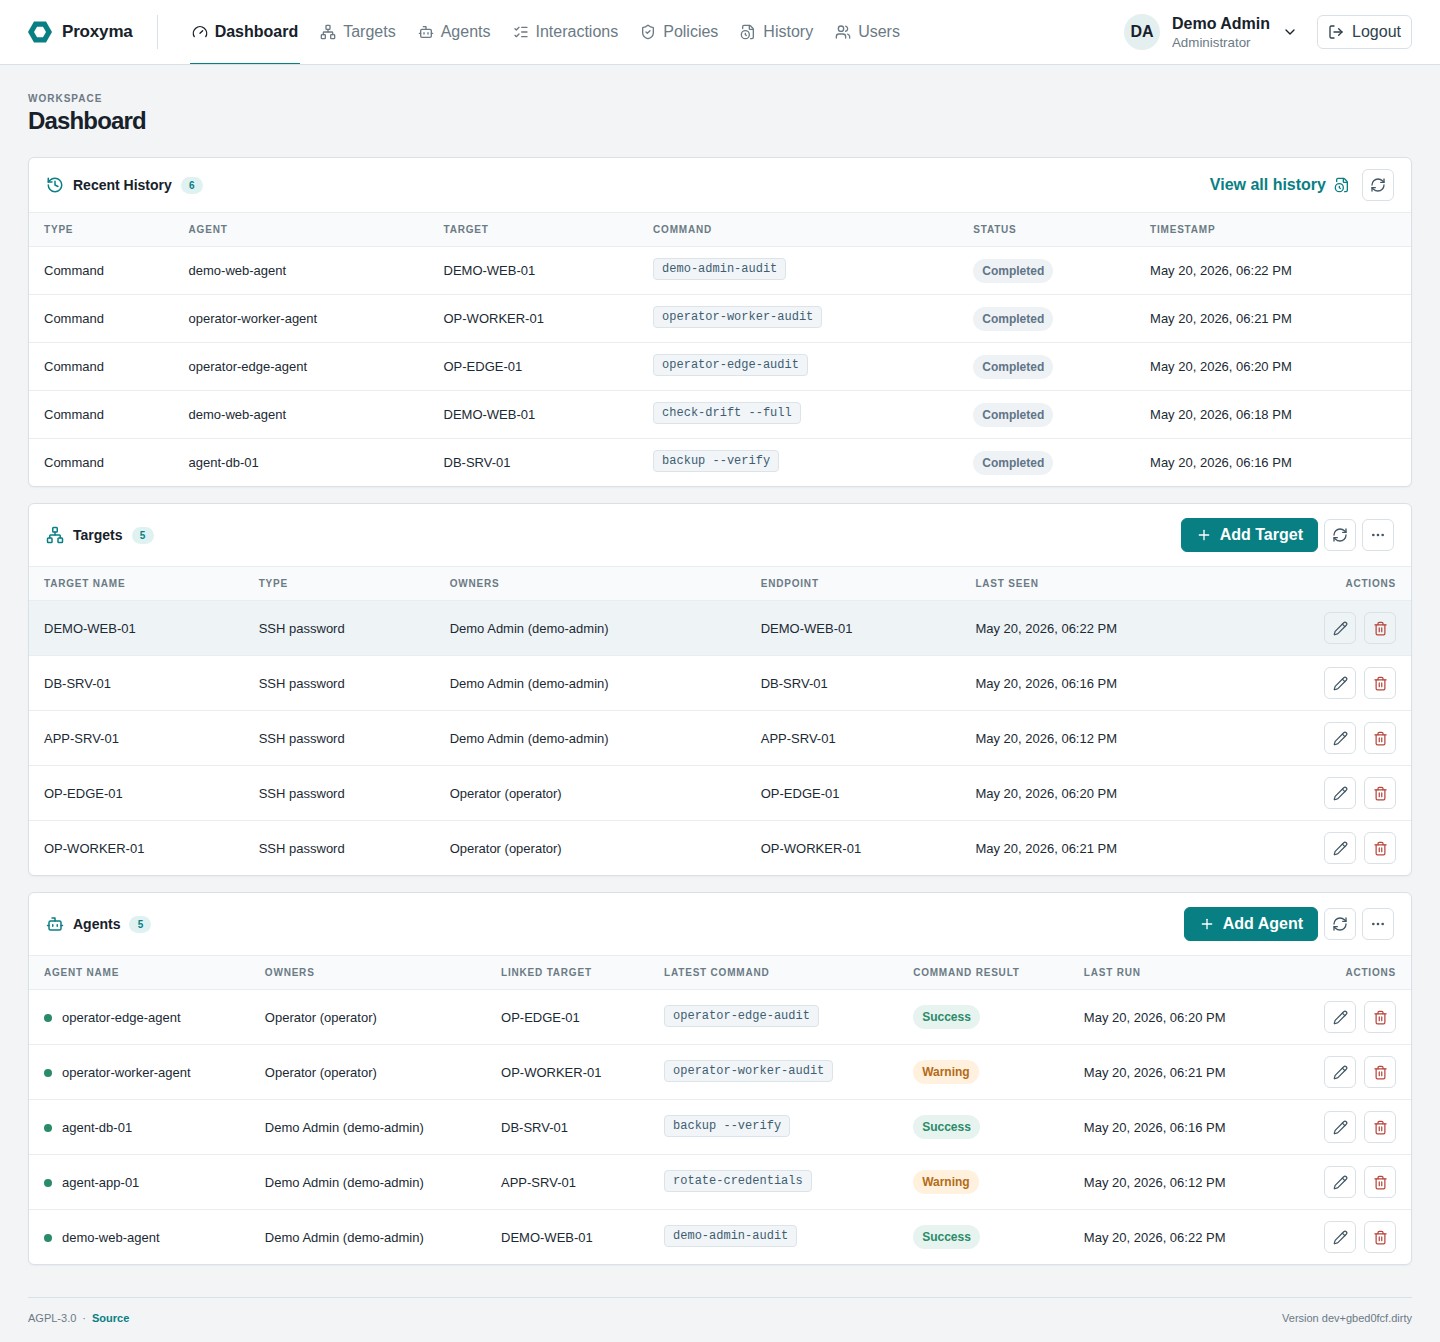 Proxyma
Dashboard Targets Agents Interactions Policies History Users
DA Demo Admin
Administrator
Logout
WORKSPACE
Dashboard
Recent History 6 View all history
TYPE AGENT TARGET COMMAND STATUS TIMESTAMP
Command demo-web-agent DEMO-WEB-01 demo-admin-audit Completed May 20, 2026, 06:22 PM
Command operator-worker-agent OP-WORKER-01 operator-worker-audit Completed May 20, 2026, 06:21 PM
Command operator-edge-agent OP-EDGE-01 operator-edge-audit Completed May 20, 2026, 06:20 PM
Command demo-web-agent DEMO-WEB-01 check-drift --full Completed May 20, 2026, 06:18 PM
Command agent-db-01 DB-SRV-01 backup --verify Completed May 20, 2026, 06:16 PM
Targets 5 Add Target
TARGET NAME TYPE OWNERS ENDPOINT LAST SEEN ACTIONS
DEMO-WEB-01 SSH password Demo Admin (demo-admin) DEMO-WEB-01 May 20, 2026, 06:22 PM
DB-SRV-01 SSH password Demo Admin (demo-admin) DB-SRV-01 May 20, 2026, 06:16 PM
APP-SRV-01 SSH password Demo Admin (demo-admin) APP-SRV-01 May 20, 2026, 06:12 PM
OP-EDGE-01 SSH password Operator (operator) OP-EDGE-01 May 20, 2026, 06:20 PM
OP-WORKER-01 SSH password Operator (operator) OP-WORKER-01 May 20, 2026, 06:21 PM
Agents 5 Add Agent
AGENT NAME OWNERS LINKED TARGET LATEST COMMAND COMMAND RESULT LAST RUN ACTIONS
operator-edge-agent Operator (operator) OP-EDGE-01 operator-edge-audit Success May 20, 2026, 06:20 PM
operator-worker-agent Operator (operator) OP-WORKER-01 operator-worker-audit Warning May 20, 2026, 06:21 PM
agent-db-01 Demo Admin (demo-admin) DB-SRV-01 backup --verify Success May 20, 2026, 06:16 PM
agent-app-01 Demo Admin (demo-admin) APP-SRV-01 rotate-credentials Warning May 20, 2026, 06:12 PM
demo-web-agent Demo Admin (demo-admin) DEMO-WEB-01 demo-admin-audit Success May 20, 2026, 06:22 PM
AGPL-3.0 · Source Version dev+gbed0fcf.dirty